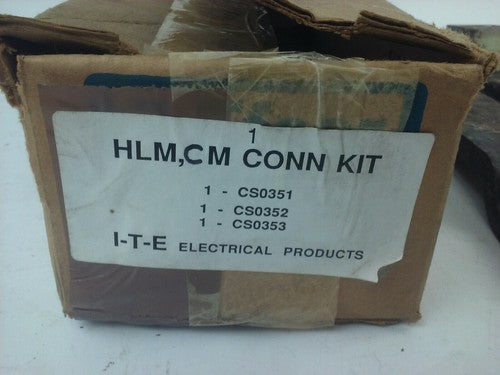 1
HLM,CM CONN KIT
1 - CS0351
1 - CS0352
1 - CS0353
I-T-E ELECTRICAL PRODUCTS